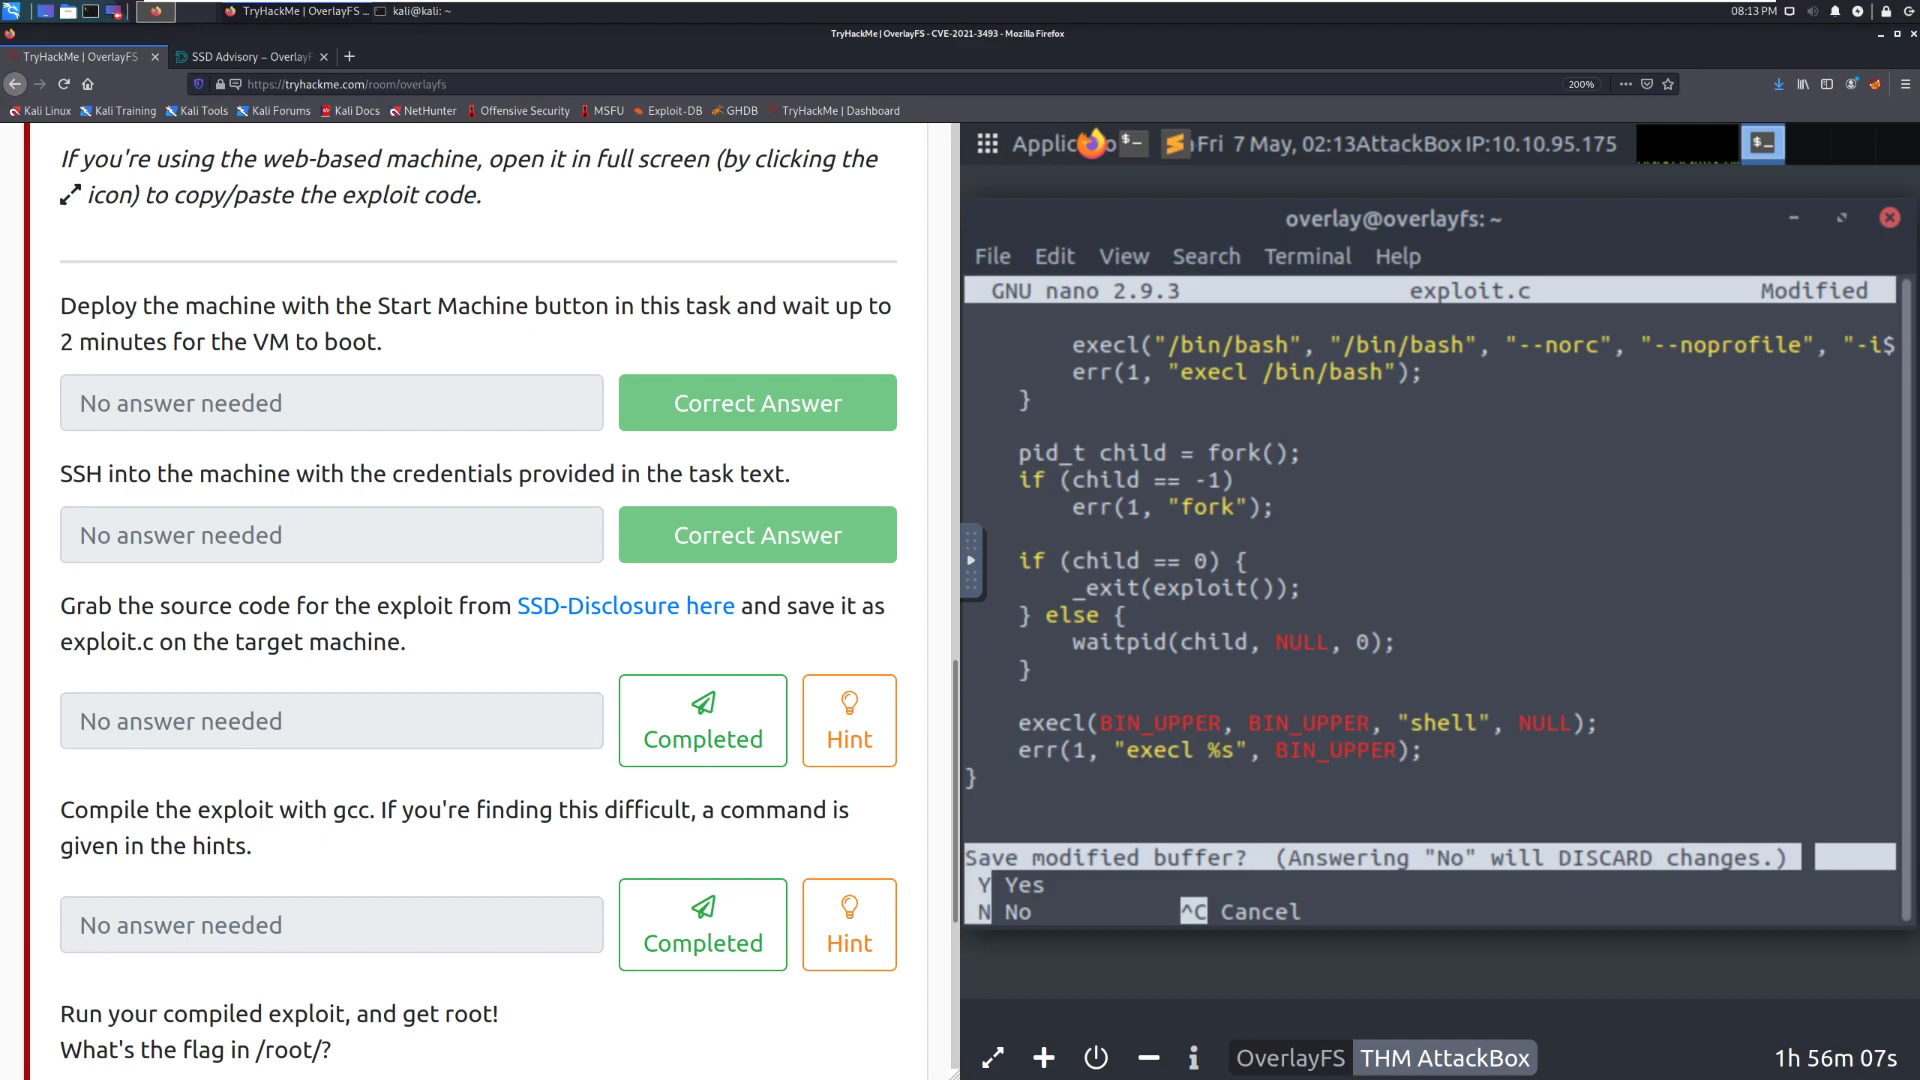 TryHackMe | OverlayFS ...
kali@kali: ~
08:13 PM
TryHackMe | OverlayFS - CVE-2021-3493 - Mozilla Firefox
TryHackMe | OverlayFS
SSD Advisory – OverlayF
https://tryhackme.com/room/overlayfs
200%
Kali Linux
Kali Training
Kali Tools
Kali Forums
Kali Docs
NetHunter
Offensive Security
MSFU
Exploit-DB
GHDB
TryHackMe | Dashboard
If you're using the web-based machine, open it in full screen (by clicking the
icon) to copy/paste the exploit code.
Deploy the machine with the Start Machine button in this task and wait up to
2 minutes for the VM to boot.
No answer needed
Correct Answer
SSH into the machine with the credentials provided in the task text.
No answer needed
Correct Answer
Grab the source code for the exploit from SSD-Disclosure here and save it as
exploit.c on the target machine.
No answer needed
Completed
Hint
Compile the exploit with gcc. If you're finding this difficult, a command is
given in the hints.
No answer needed
Completed
Hint
Run your compiled exploit, and get root!
What's the flag in /root/?
Fri 7 May, 02:13 AttackBox IP:10.10.95.175
overlay@overlayfs: ~
File Edit View Search Terminal Help
GNU nano 2.9.3 exploit.c Modified
execl("/bin/bash", "/bin/bash", "--norc", "--noprofile", "-i$
err(1, "execl /bin/bash");
}
pid_t child = fork();
if (child == -1)
err(1, "fork");
if (child == 0) {
_exit(exploit());
} else {
waitpid(child, NULL, 0);
}
execl(BIN_UPPER, BIN_UPPER, "shell", NULL);
err(1, "execl %s", BIN_UPPER);
}
Save modified buffer? (Answering "No" will DISCARD changes.)
Y Yes
N No ^C Cancel
OverlayFS
THM AttackBox
1h 56m 07s